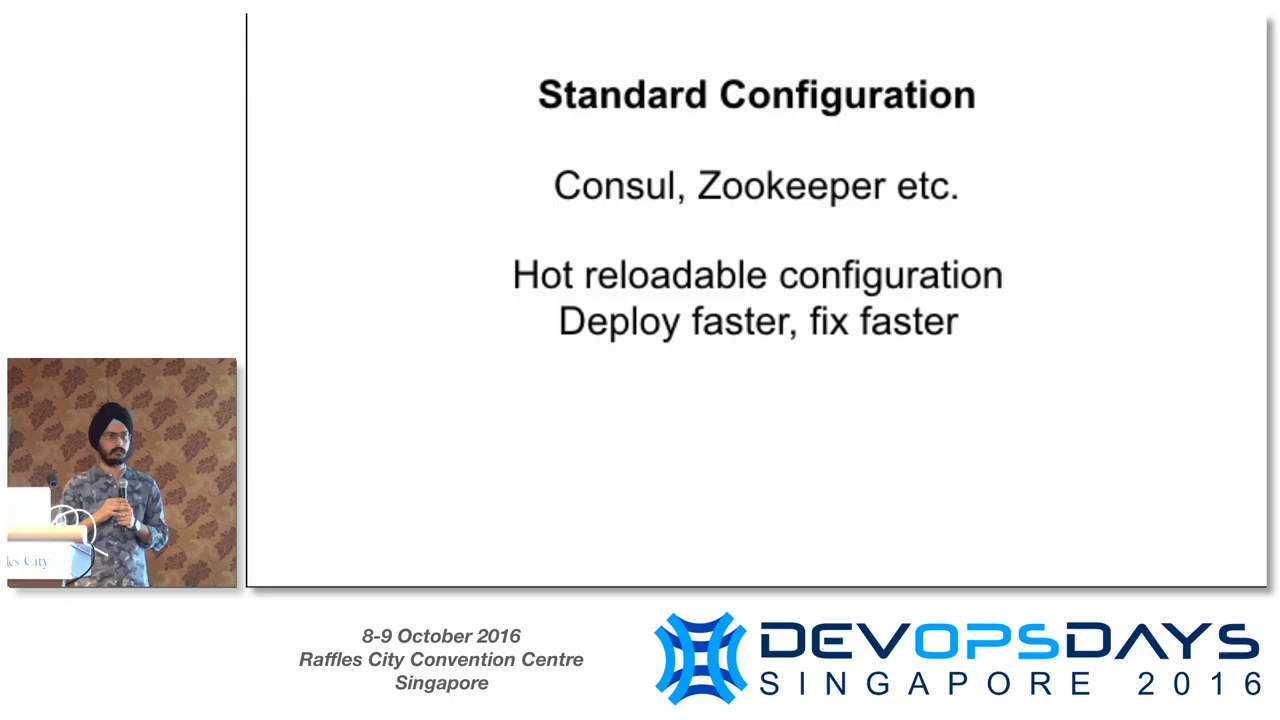 Standard Configuration
Consul, Zookeeper etc.
Hot reloadable configuration
Deploy faster, fix faster
City
8-9 October 2016
Raffles City Convention Centre
Singapore
DEVOPSDAYS
SINGAPORE 2016